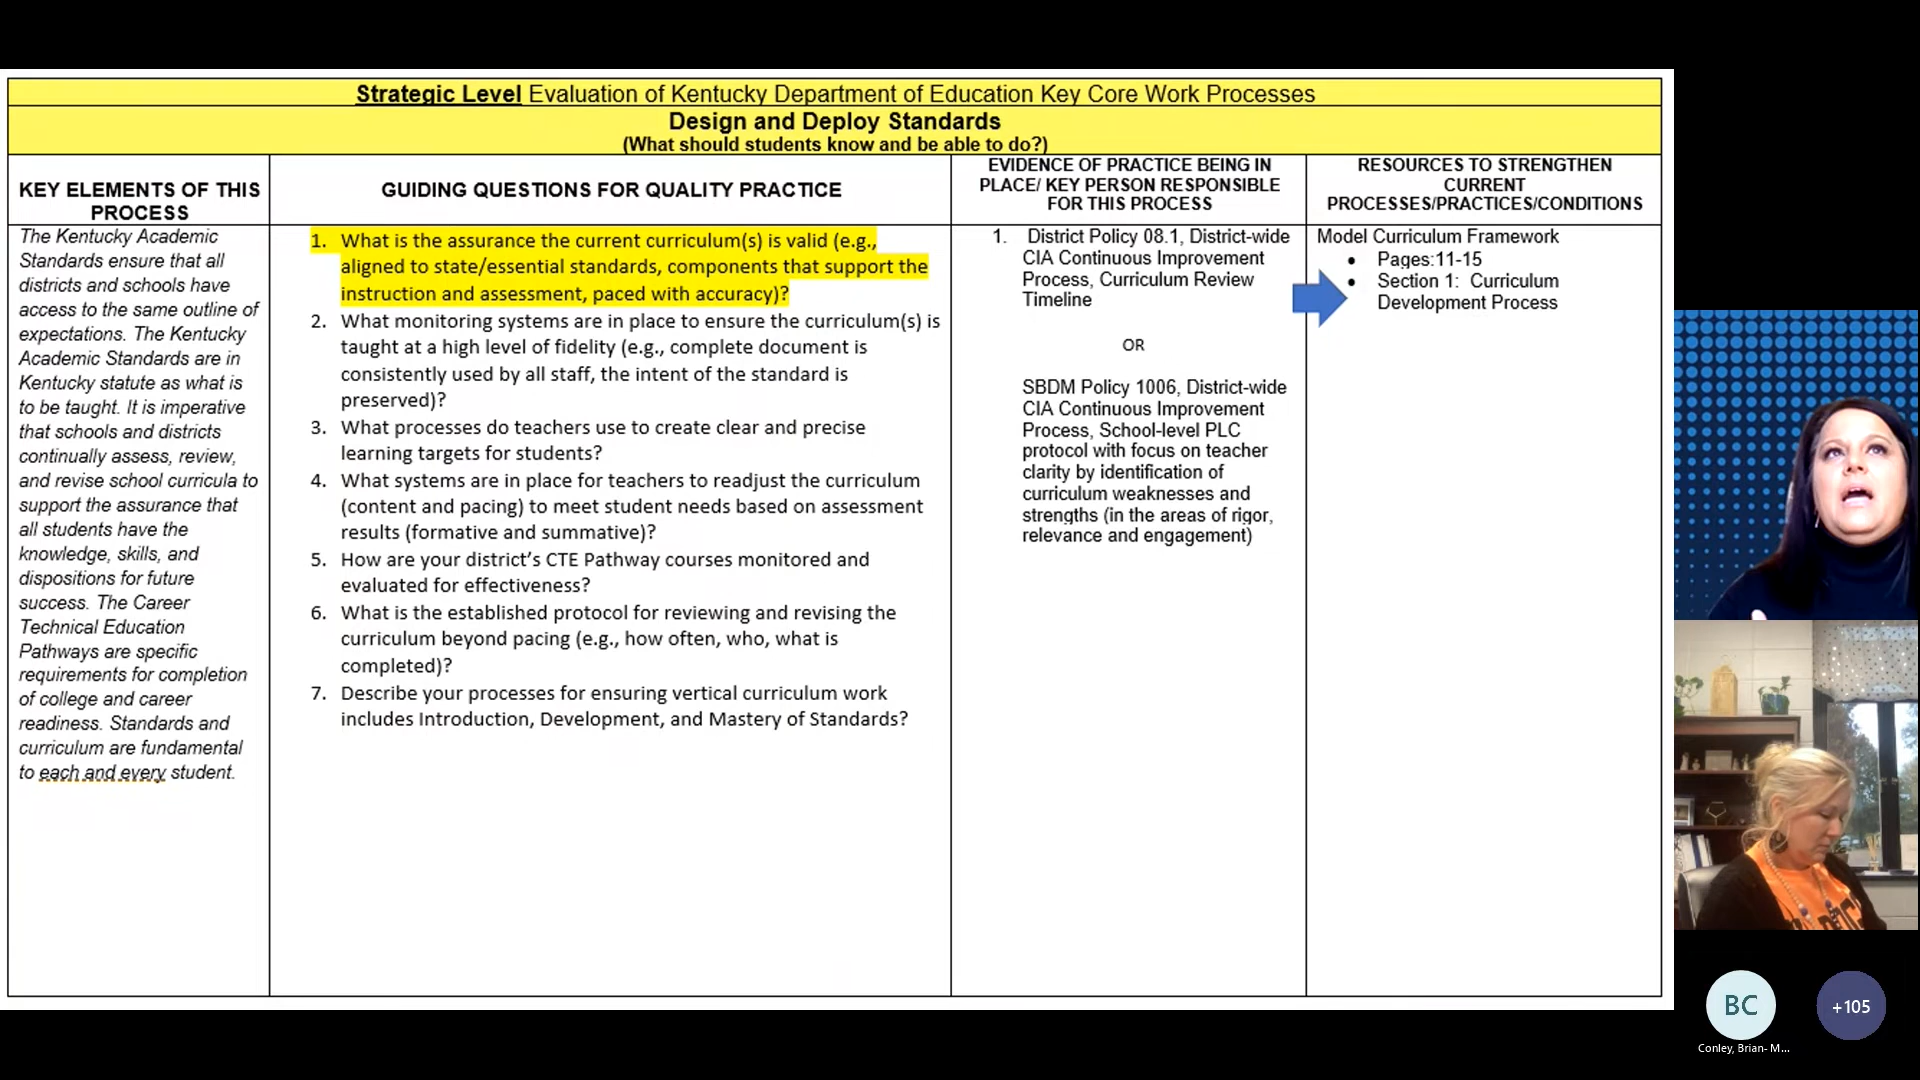 Strategic Level Evaluation of Kentucky Department of Education Key Core Work Processes
Design and Deploy Standards
(What should students know and be able to do?)
KEY ELEMENTS OF THIS
PROCESS
GUIDING QUESTIONS FOR QUALITY PRACTICE
EVIDENCE OF PRACTICE BEING IN
PLACE/ KEY PERSON RESPONSIBLE
FOR THIS PROCESS
RESOURCES TO STRENGTHEN
CURRENT
PROCESSES/PRACTICES/CONDITIONS
The Kentucky Academic
Standards ensure that all
districts and schools have
access to the same outline of
expectations. The Kentucky
Academic Standards are in
Kentucky statute as what is
to be taught. It is imperative
that schools and districts
continually assess, review,
and revise school curricula to
support the assurance that
all students have the
knowledge, skills, and
dispositions for future
success. The Career
Technical Education
Pathways are specific
requirements for completion
of college and career
readiness. Standards and
curriculum are fundamental
to each and every student.
1. What is the assurance the current curriculum(s) is valid (e.g.,
aligned to state/essential standards, components that support the
instruction and assessment, paced with accuracy)?
2. What monitoring systems are in place to ensure the curriculum(s) is
taught at a high level of fidelity (e.g., complete document is
consistently used by all staff, the intent of the standard is
preserved)?
3. What processes do teachers use to create clear and precise
learning targets for students?
4. What systems are in place for teachers to readjust the curriculum
(content and pacing) to meet student needs based on assessment
results (formative and summative)?
5. How are your district’s CTE Pathway courses monitored and
evaluated for effectiveness?
6. What is the established protocol for reviewing and revising the
curriculum beyond pacing (e.g., how often, who, what is
completed)?
7. Describe your processes for ensuring vertical curriculum work
includes Introduction, Development, and Mastery of Standards?
1. District Policy 08.1, District-wide
CIA Continuous Improvement
Process, Curriculum Review
Timeline
OR
SBDM Policy 1006, District-wide
CIA Continuous Improvement
Process, School-level PLC
protocol with focus on teacher
clarity by identification of
curriculum weaknesses and
strengths (in the areas of rigor,
relevance and engagement)
Model Curriculum Framework
• Pages:11-15
• Section 1: Curriculum
Development Process
BC
+105
Conley, Brian- M...